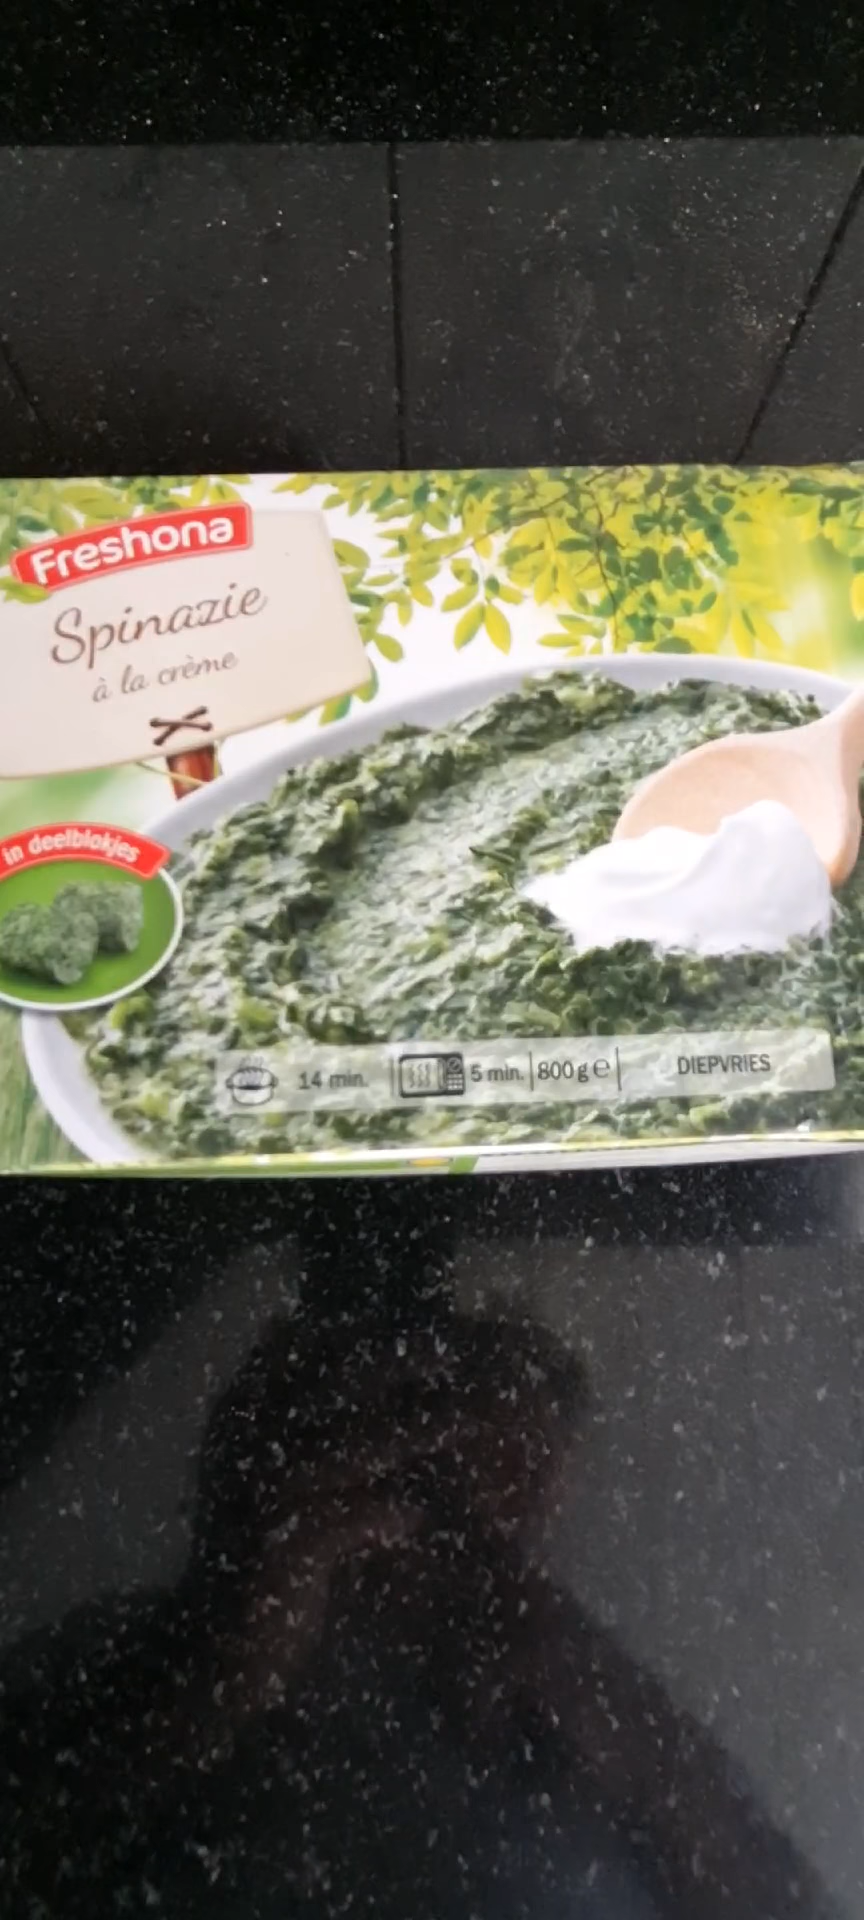 Freshona
Spinazie
à la crème
in deelblokjes
14 min. 5 min. 800g e DIEPVRIES